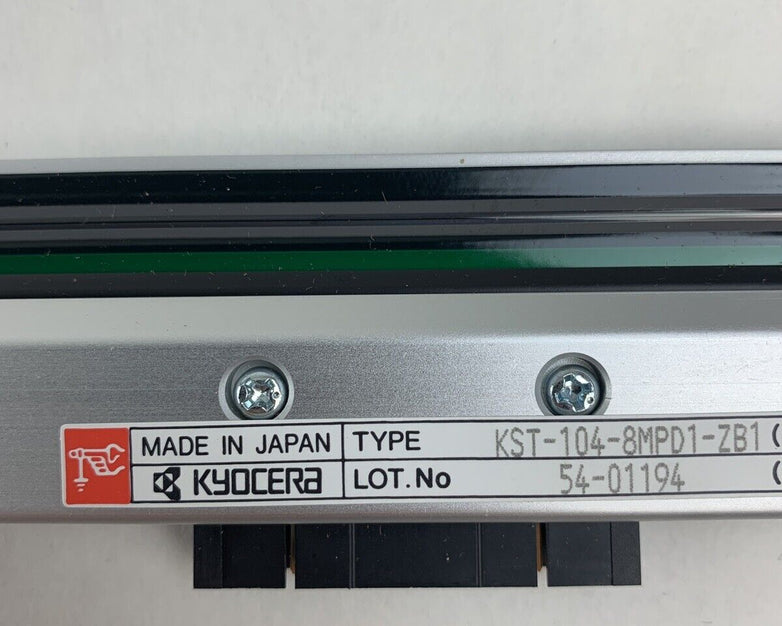 MADE IN JAPAN TYPE KST-104-8MPD1-ZB1 (
KYOCERA LOT.No 54-01194 (